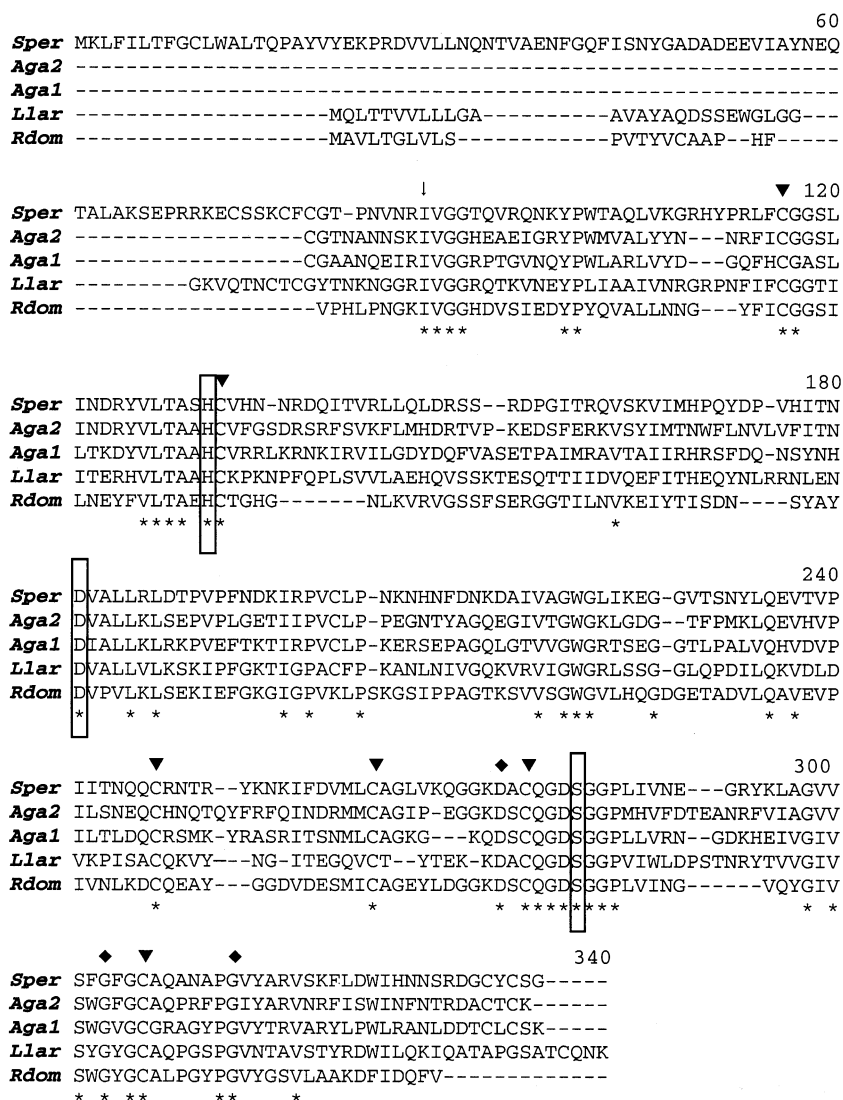 60
Sper MKLFILTFGCLWALTQPAYVYEKPRDVVLLNQNTVAENFGQFISNYGADADEEVIAYNEQ
Aga2 ------------------------------------------------------------
Aga1 ------------------------------------------------------------
Llar --------------------MQLTTVVLLLGA----------AVAYAQDSSEWGLGG---
Rdom --------------------MAVLTGLVLS------------PVTYVCAAP--HF-----
↓ ▼ 120
Sper TALAKSEPRRKECSSKCFCGT-PNVNRIVGGTQVRQNKYPWTAQLVKGRHYPRLFCGGSL
Aga2 ------------------CGTNANNSKIVGGHEAEIGRYPWMVALYYN---NRFICGGSL
Aga1 ------------------CGAANQEIRIVGGRPTGVNQYPWLARLVYD---GQFHCGASL
Llar ---------GKVQTNCTCGYTNKNGGRIVGGRQTKVNEYPLIAAIVNRGRPNFIFCGGTI
Rdom -------------------VPHLPNGKIVGGHDVSIEDYPYQVALLNNG---YFICGGSI
**** ** **
▼ 180
Sper INDRYVLTASHCVHN-NRDQITVRLLQLDRSS--RDPGITRQVSKVIMHPQYDP-VHITN
Aga2 INDRYVLTAAHCVFGSDRSRFSVKFLMHDRTVP-KEDSFERKVSYIMTNWFLNVLVFITN
Aga1 LTKDYVLTAAHCVRRLKRNKIRVILGDYDQFVASETPAIMRAVTAIIRHRSFDQ-NSYNH
Llar ITERHVLTAAHCKPKNPFQPLSVVLAEHQVSSKTESQTTIIDVQEFITHEQYNLRRNLEN
Rdom LNEYFVLTAEHCTGHG-------NLKVRVGSSFSERGGTILNVKEIYTISDN----SYAY
**** ** *
240
Sper DVALLRLDTPVPFNDKIRPVCLP-NKNHNFDNKDAIVAGWGLIKEG-GVTSNYLQEVTVP
Aga2 DVALLKLSEPVPLGETIIPVCLP-PEGNTYAGQEGIVTGWGKLGDG--TFPMKLQEVHVP
Aga1 DIALLKLRKPVEFTKTIRPVCLP-KERSEPAGQLGTVVGWGRTSEG-GTLPALVQHVDVP
Llar DVALLVLKSKIPFGKTIGPACFP-KANLNIVGQKVRVIGWGRLSSG-GLQPDILQKVDLD
Rdom DVPVLKLSEKIEFGKGIGPVKLPSKGSIPPAGTKSVVSGWGVLHQGDGETADVLQAVEVP
* * * * * * * *** * * *
▼ ▼ ◆ ▼ 300
Sper IITNQQCRNTR--YKNKIFDVMLCAGLVKQGGKDACQGDSGGPLIVNE---GRYKLAGVV
Aga2 ILSNEQCHNQTQYFRFQINDRMMCAGIP-EGGKDSCQGDSGGPMHVFDTEANRFVIAGVV
Aga1 ILTLDQCRSMK-YRASRITSNMLCAGKG---KQDSCQGDSGGPLLVRN---GDKHEIVGIV
Llar VKPISACQKVY---NG-ITEGQVCT--YTEK-KDACQGDSGGPVIWLDPSTNRYTVVGIV
Rdom IVNLKDCQEAY---GGDVDESMICAGEYLDGGKDSCQGDSGGPLVING------VQYGIV
* * * ******** * *
◆ ▼ ◆ 340
Sper SFGFGCAQANAPGVYARVSKFLDWIHNNSRDGCYCSG-----
Aga2 SWGFGCAQPRFPGIYARVNRFISWINFNTRDACTCK------
Aga1 SWGVGCGRAGYPGVYTRVARYLPWLRANLDDTCLCSK-----
Llar SYGYGCAQPGSPGVNTAVSTYRDWILQKIQATAPGSATCQNK
Rdom SWGYGCALPGYPGVYGSVLAAKDFIDQFV-------------
* * ** ** *